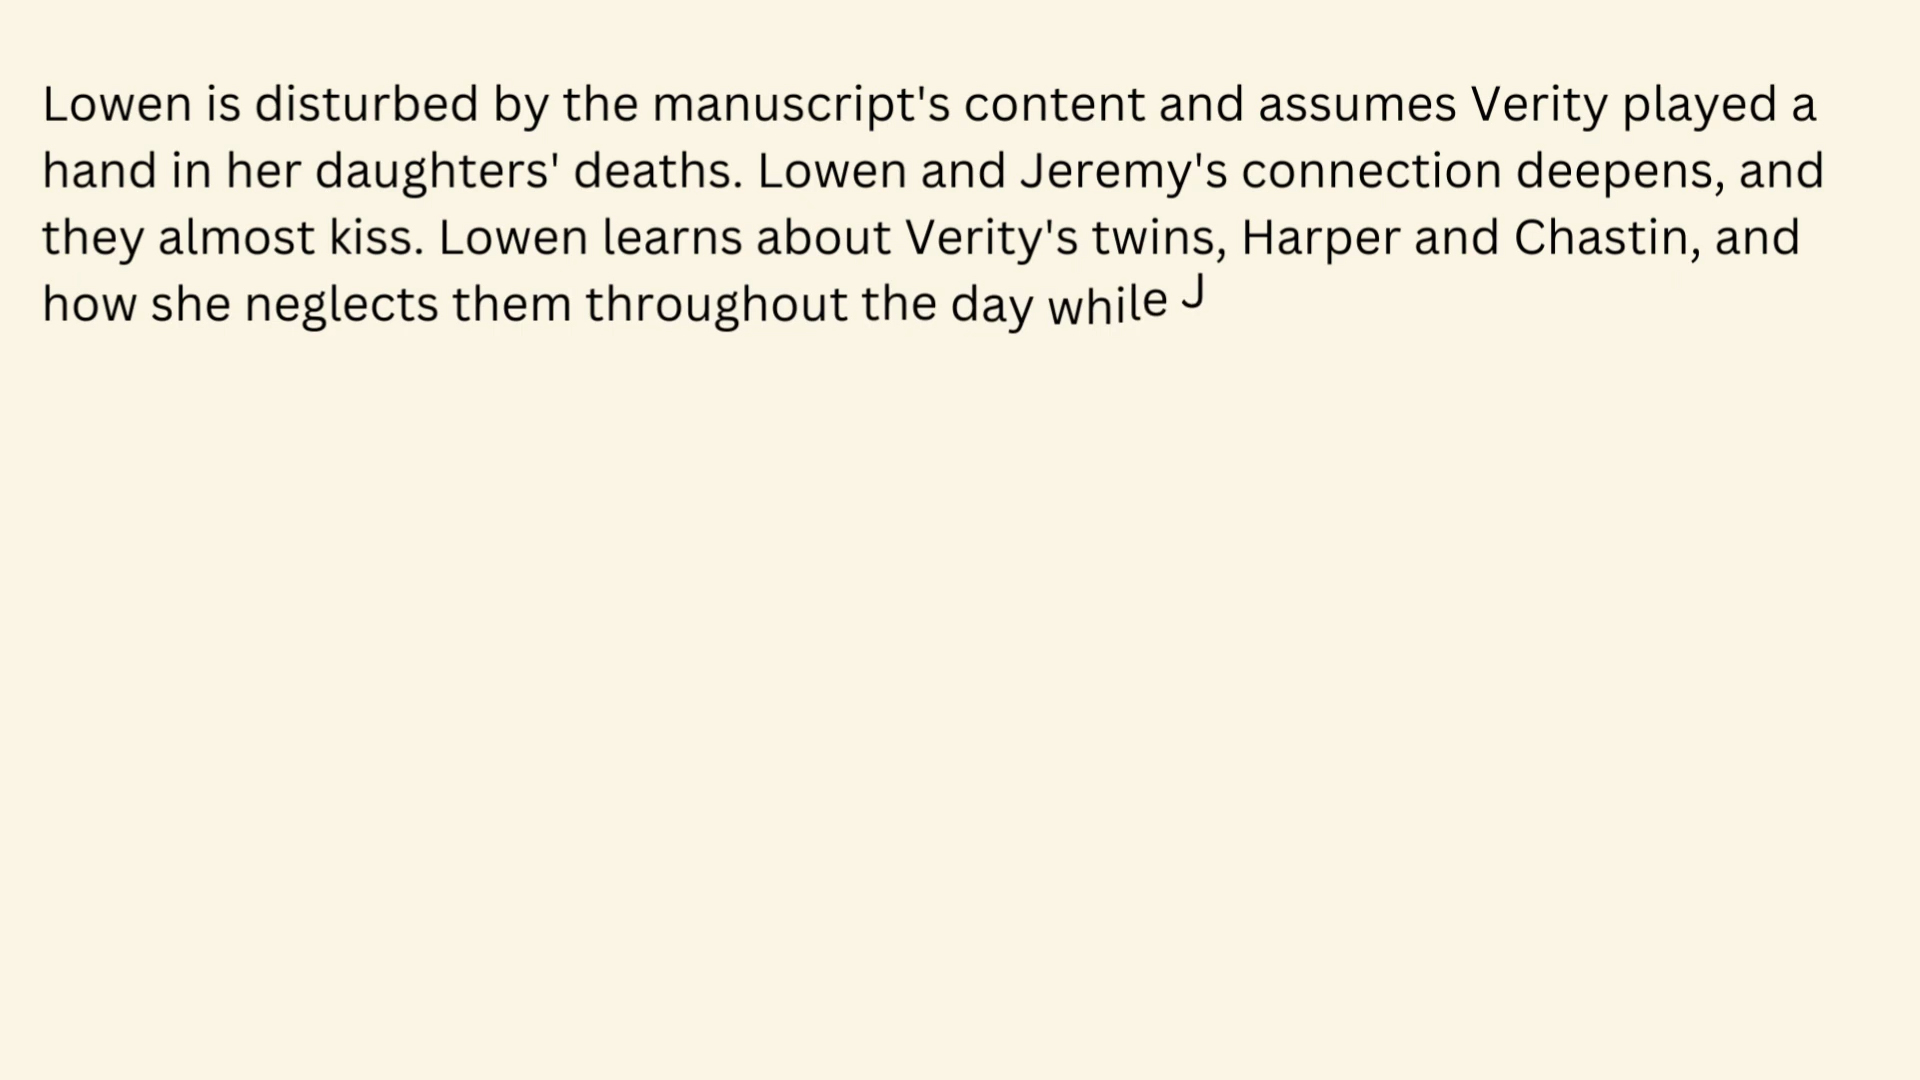 Lowen is disturbed by the manuscript's content and assumes Verity played a
hand in her daughters' deaths. Lowen and Jeremy's connection deepens, and
they almost kiss. Lowen learns about Verity's twins, Harper and Chastin, and
how she neglects them throughout the day while J